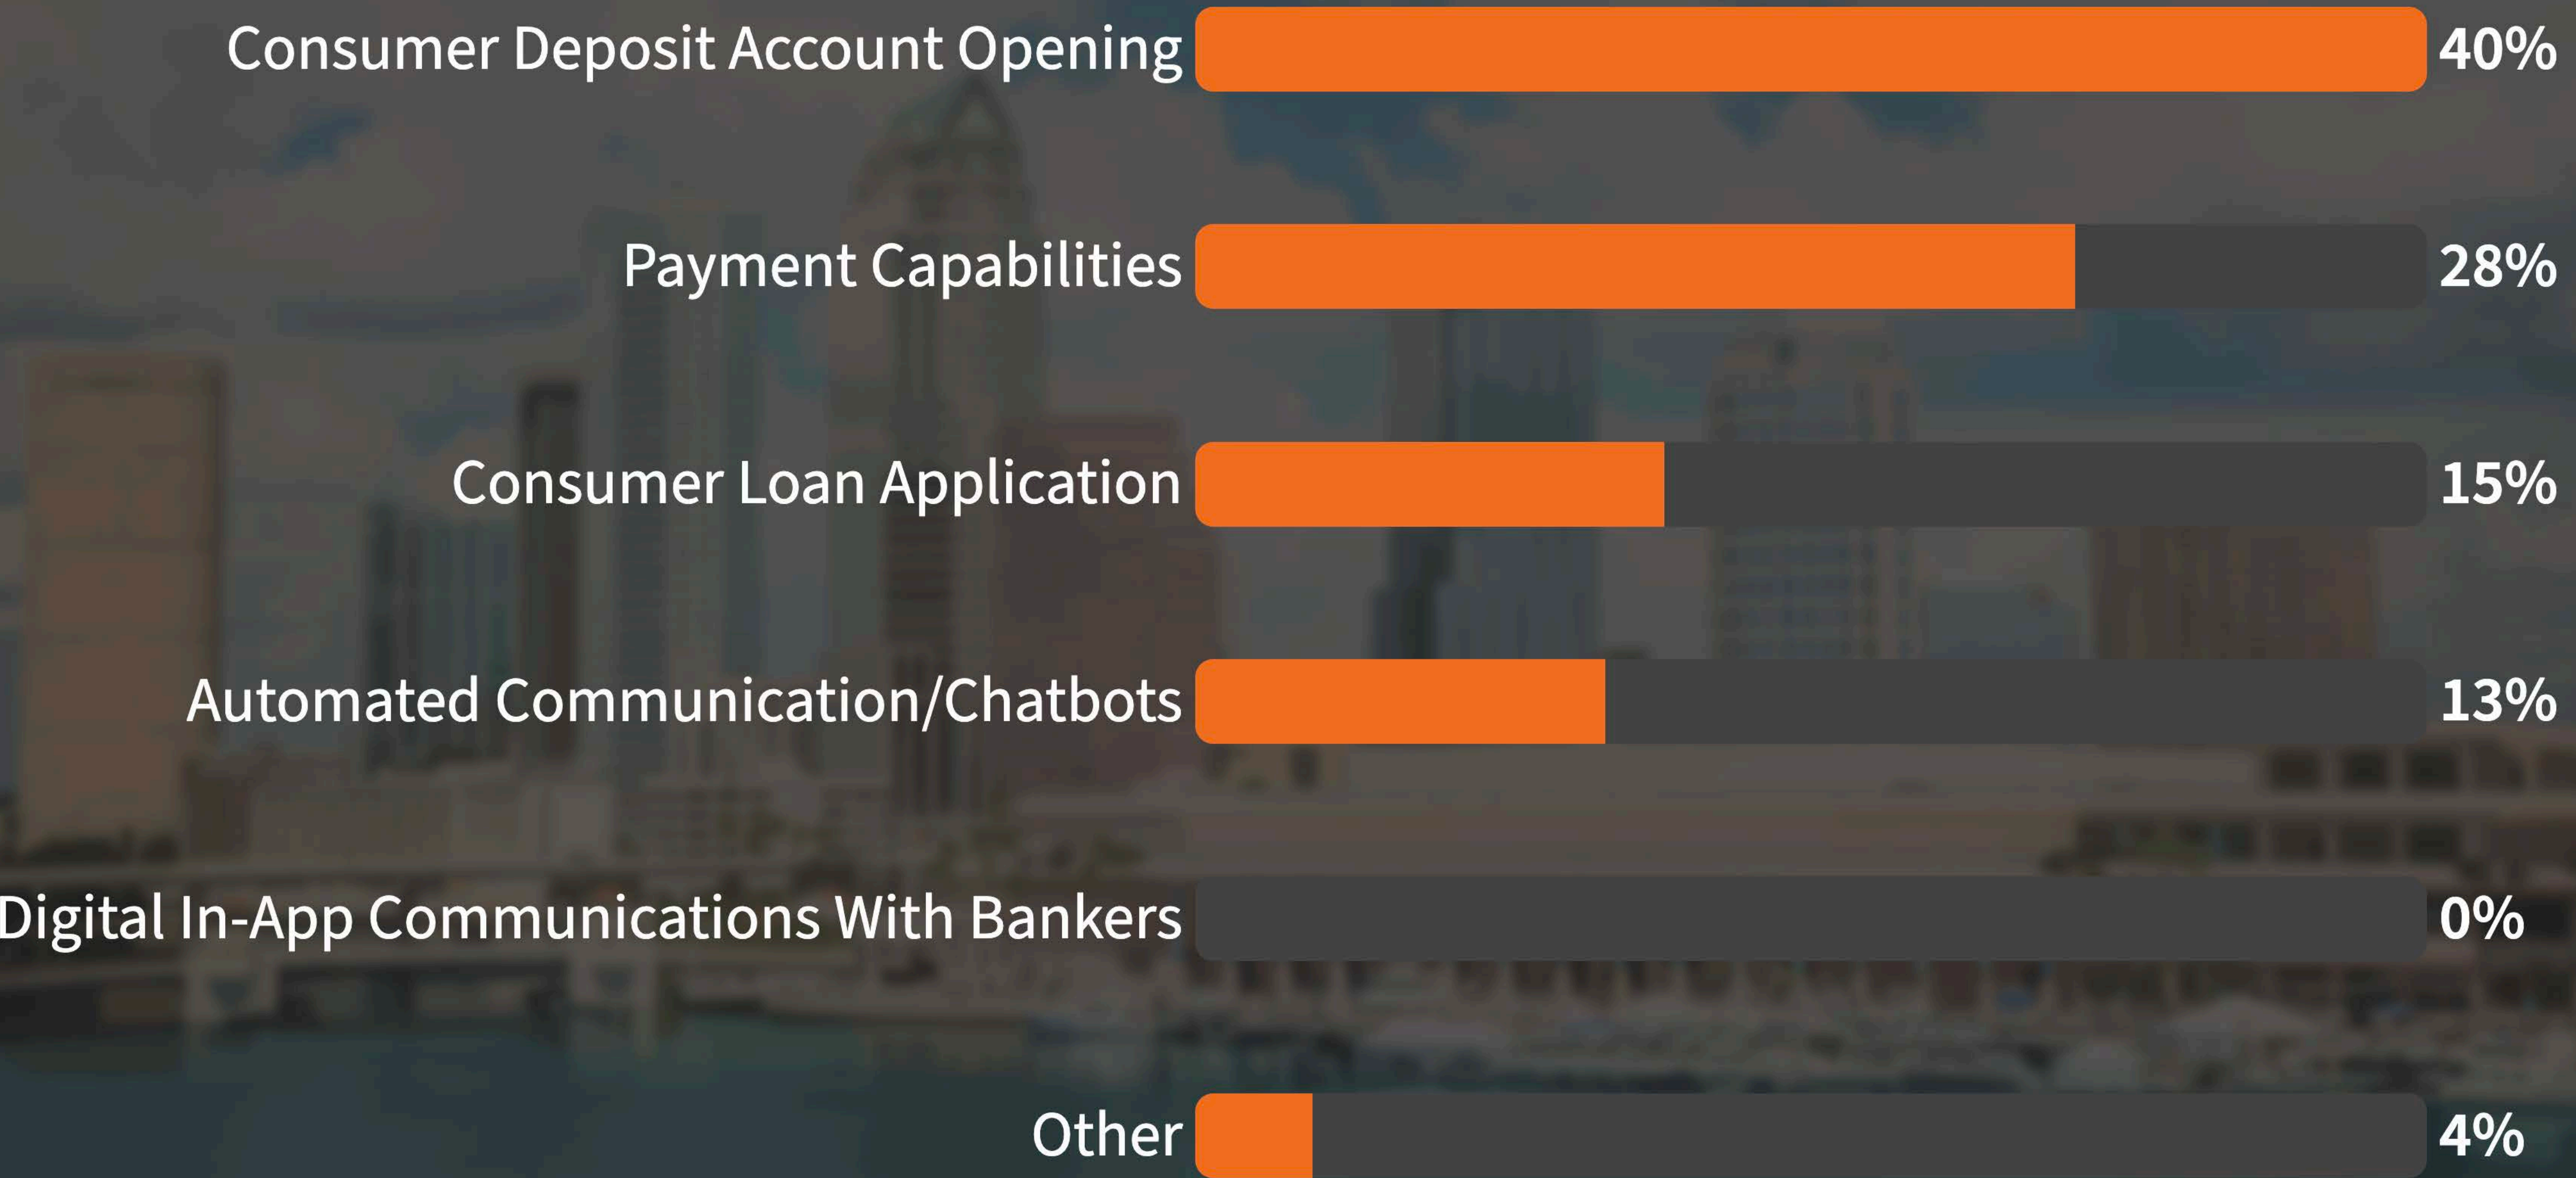 Consumer Deposit Account Opening 40%
Payment Capabilities 28%
Consumer Loan Application 15%
Automated Communication/Chatbots 13%
Digital In-App Communications With Bankers 0%
Other 4%